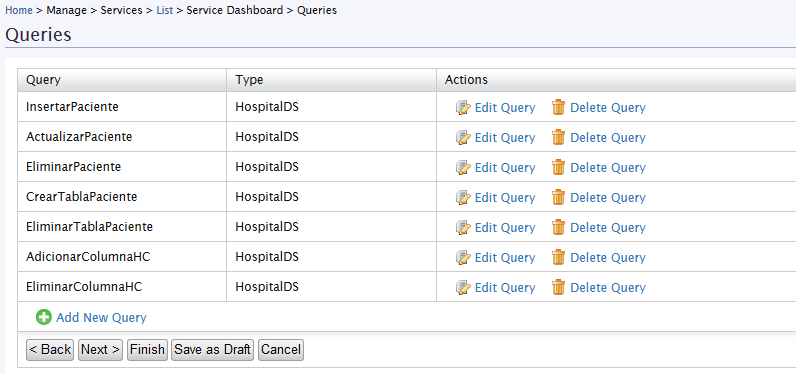 Home > Manage > Services > List > Service Dashboard > Queries
Queries
Query Type Actions
InsertarPaciente HospitalDS Edit Query Delete Query
ActualizarPaciente HospitalDS Edit Query Delete Query
EliminarPaciente HospitalDS Edit Query Delete Query
CrearTablaPaciente HospitalDS Edit Query Delete Query
EliminarTablaPaciente HospitalDS Edit Query Delete Query
AdicionarColumnaHC HospitalDS Edit Query Delete Query
EliminarColumnaHC HospitalDS Edit Query Delete Query
Add New Query
< Back Next > Finish Save as Draft Cancel